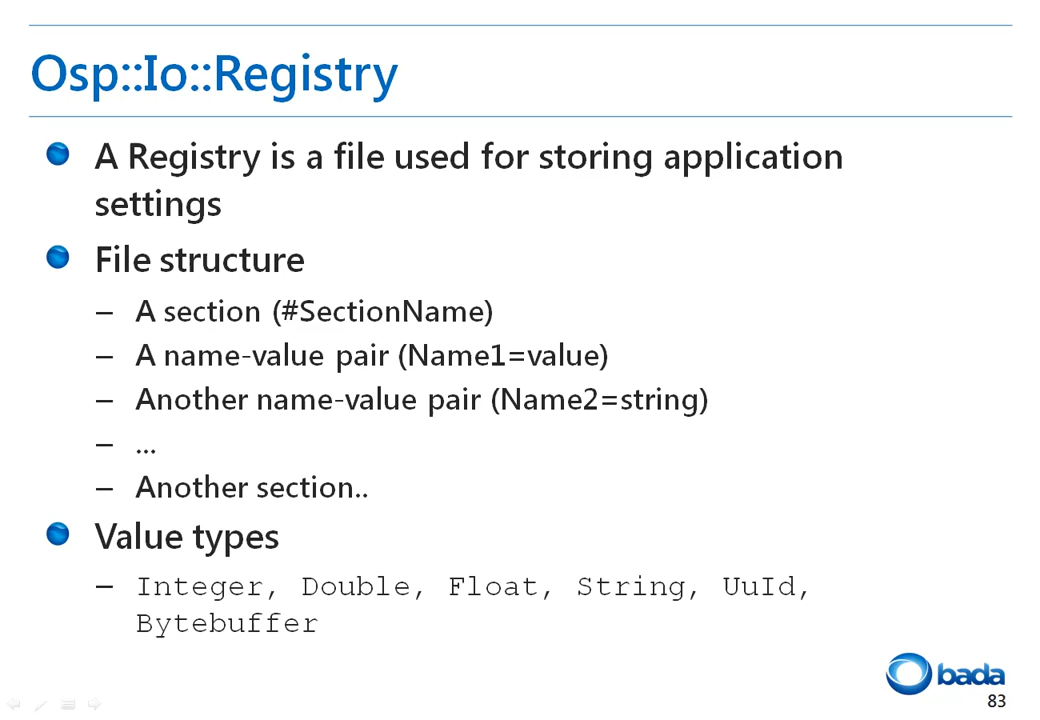 Osp::Io::Registry
A Registry is a file used for storing application
settings
File structure
– A section (#SectionName)
– A name-value pair (Name1=value)
– Another name-value pair (Name2=string)
– ...
– Another section..
Value types
– Integer, Double, Float, String, UuId,
Bytebuffer
bada
83